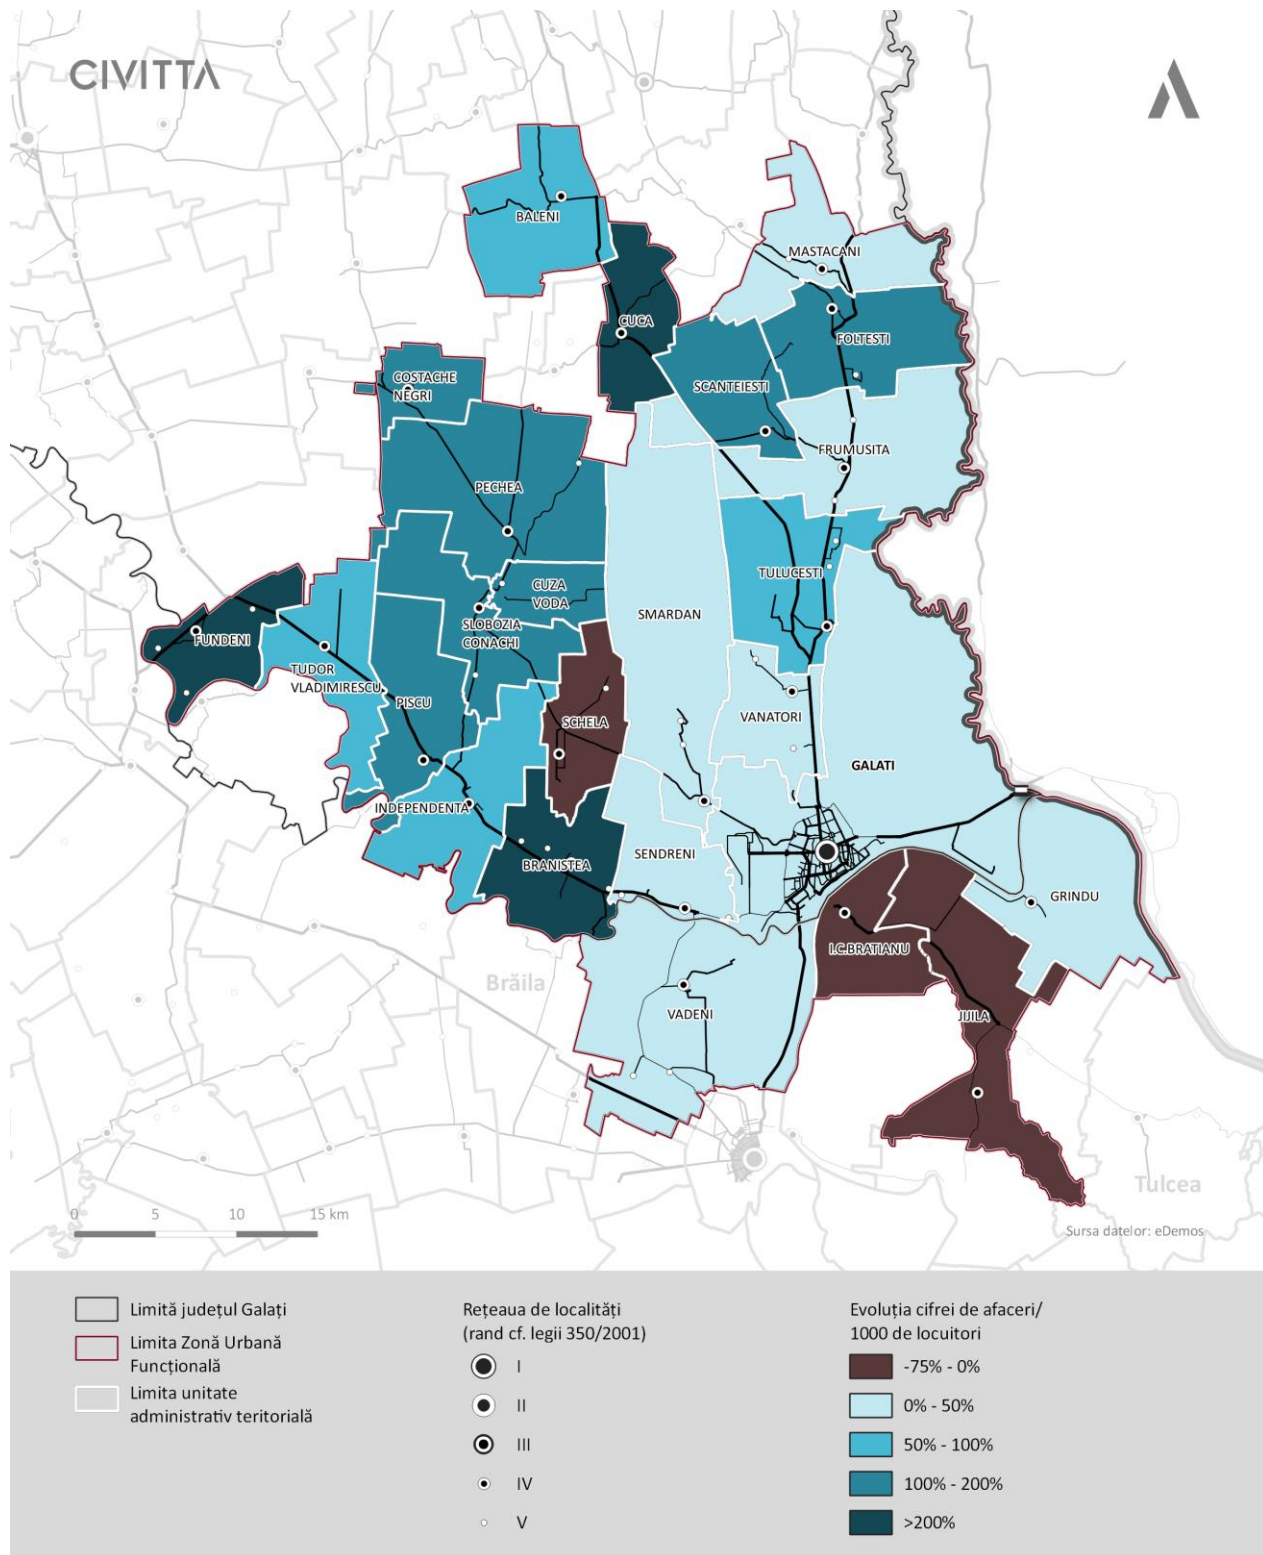 CIVITTA
BALENI
MASTACANI
CUCA
FOLTESTI
COSTACHE
NEGRI
SCANTEIESTI
FRUMUSITA
PECHEA
TULUCESTI
CUZA
VODA
SMARDAN
SLOBOZIA
CONACHI
FUNDENI
TUDOR
VLADIMIRESCU
PISCU
SCHELA
VANATORI
GALATI
INDEPENDENTA
BRANISTEA
SENDRENI
GRINDU
I.C.BRATIANU
Brăila
VADENI
JIJILA
Tulcea
0 5 10 15 km
Sursa datelor: eDemos
Limită județul Galați
Limita Zonă Urbană
Funcțională
Limita unitate
administrativ teritorială
Rețeaua de localități
(rand cf. legii 350/2001)
I
II
III
IV
V
Evoluția cifrei de afaceri/
1000 de locuitori
-75% - 0%
0% - 50%
50% - 100%
100% - 200%
>200%